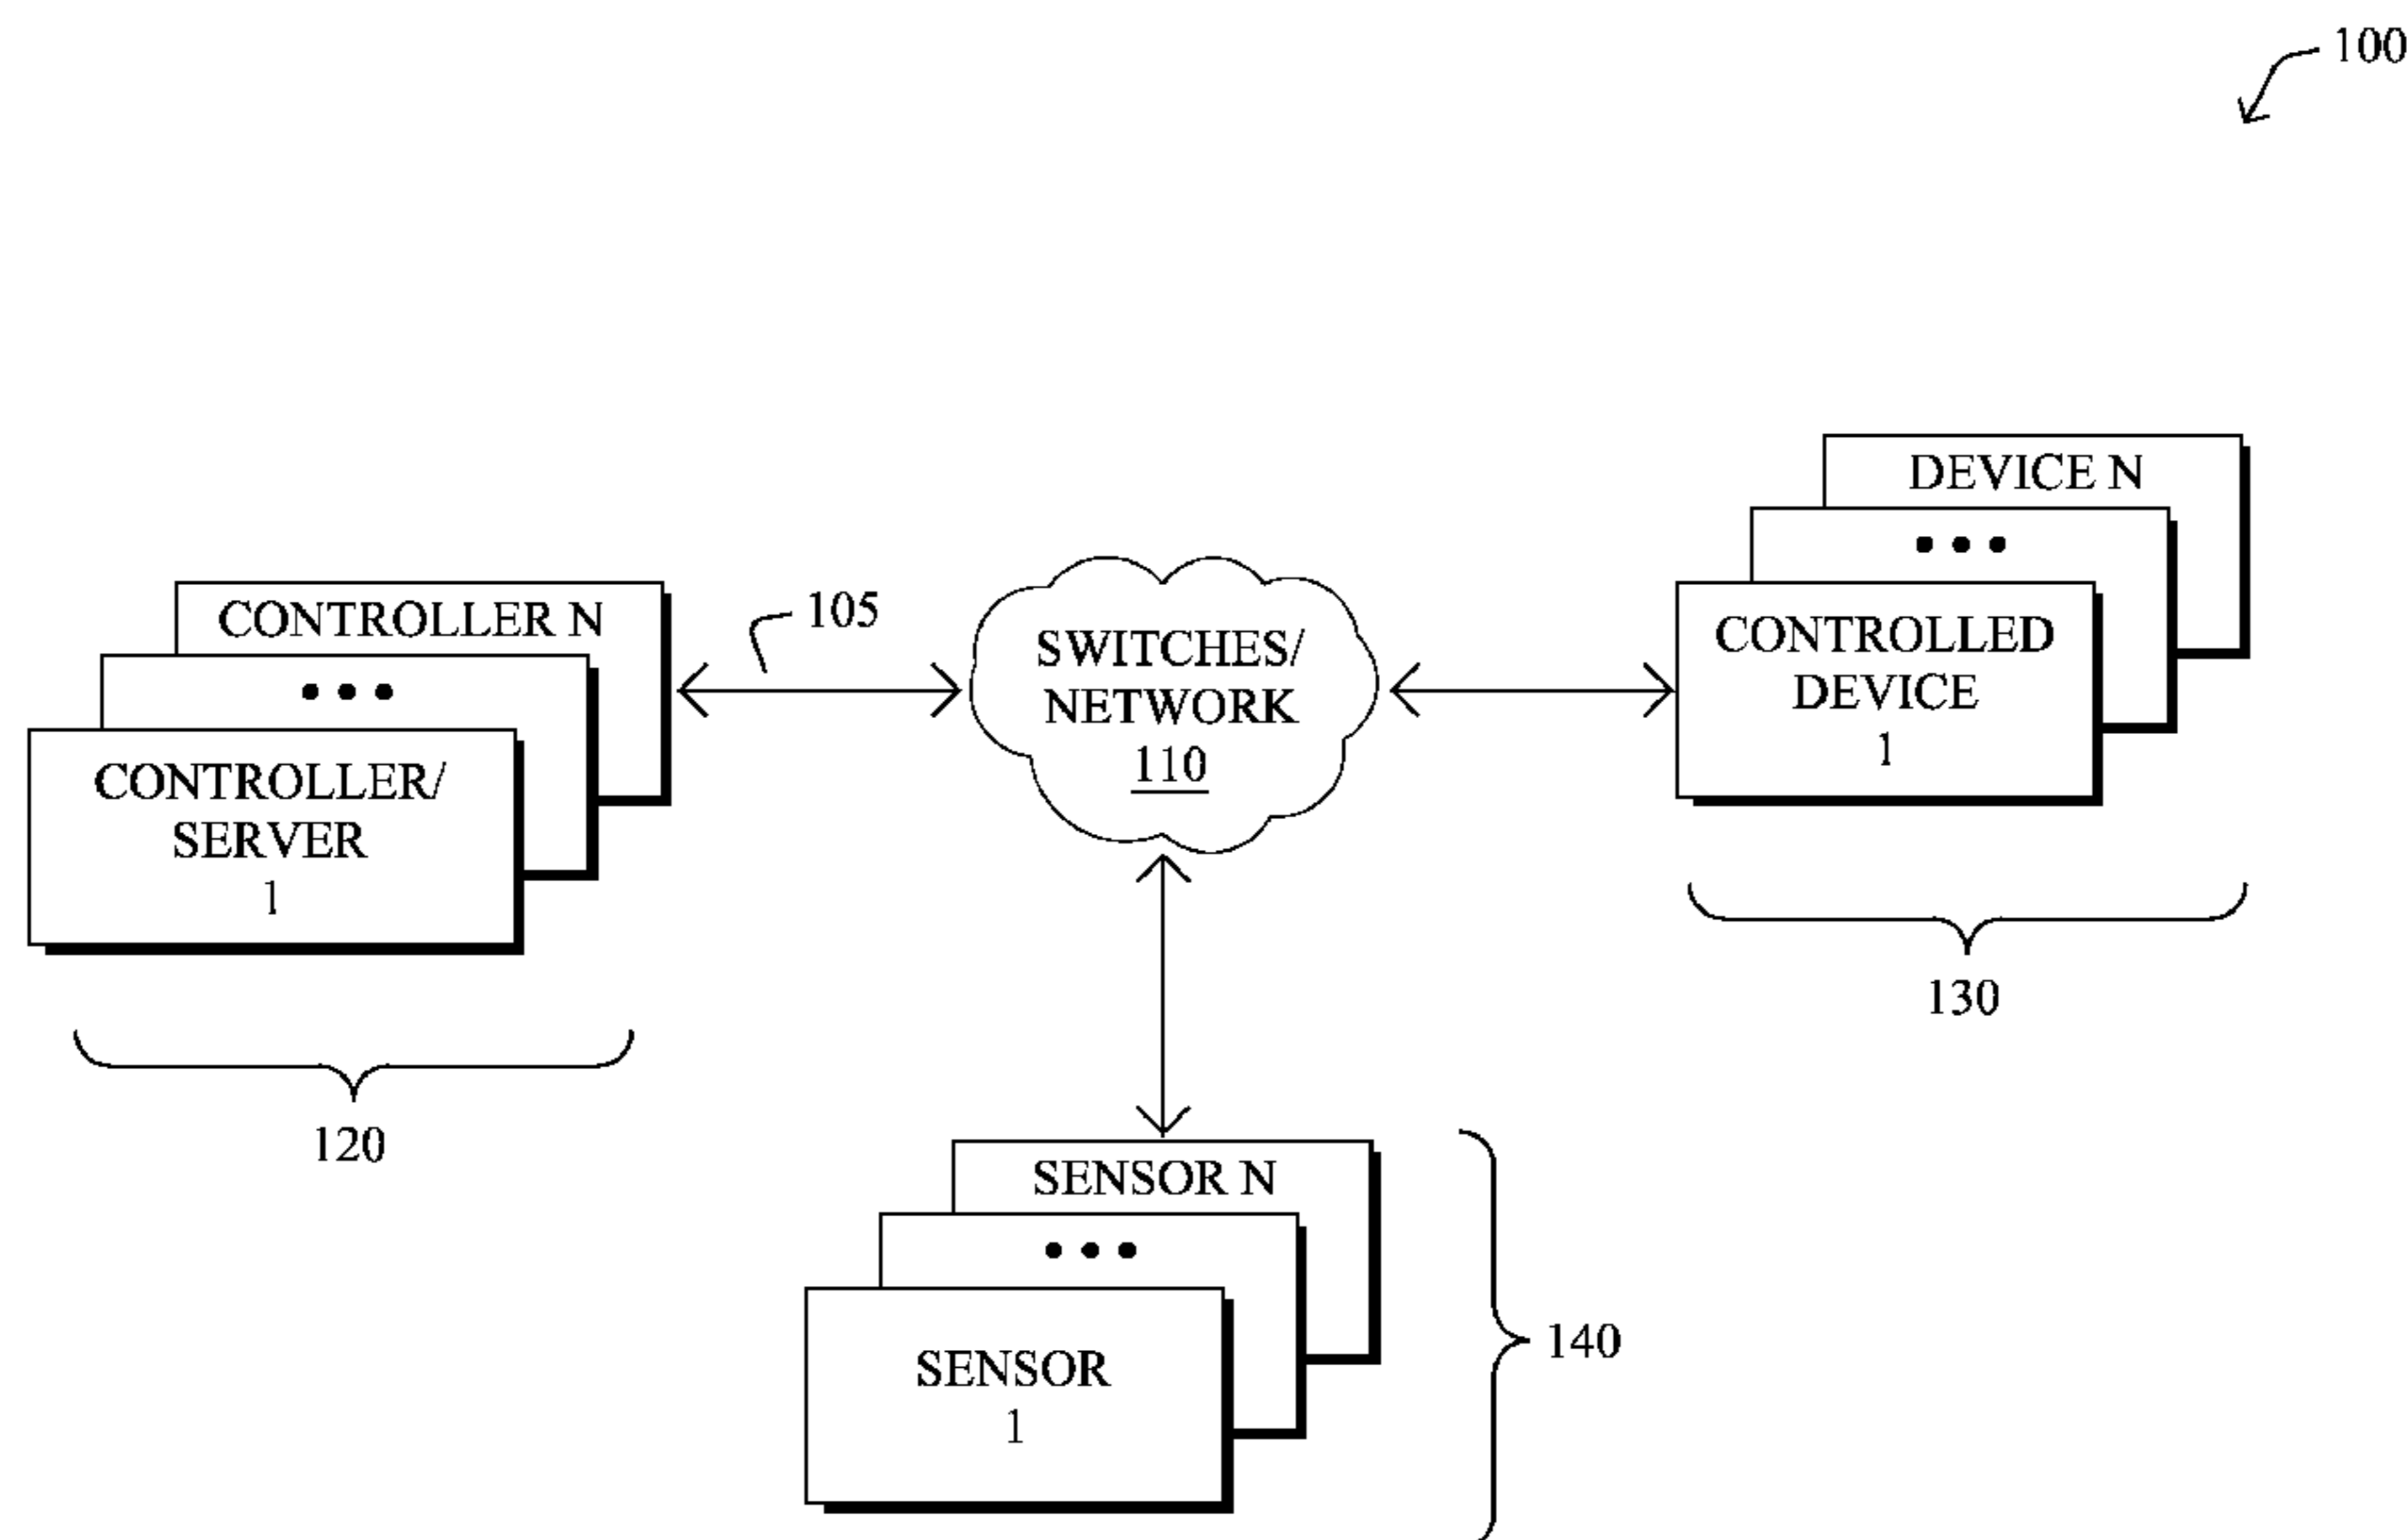 100
DEVICE N
• • •
CONTROLLED
DEVICE
1
130
CONTROLLER N
• • •
CONTROLLER/
SERVER
1
120
105
SWITCHES/
NETWORK
110
SENSOR N
• • •
SENSOR
1
140